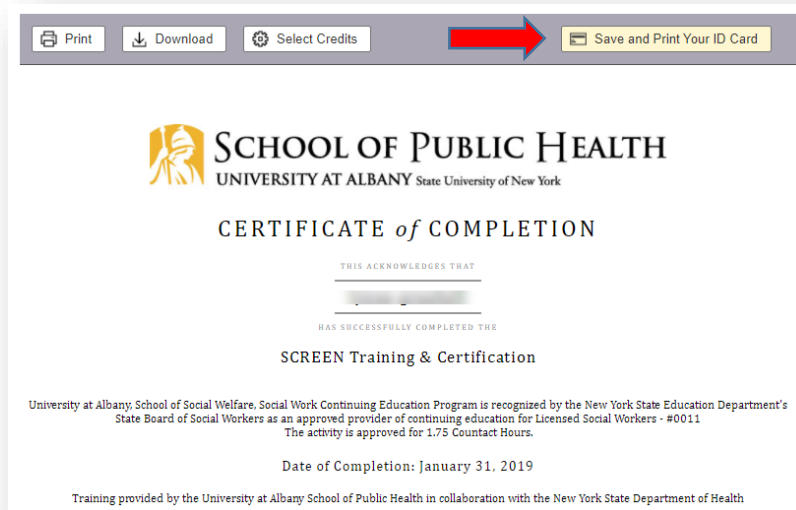 Print Download Select Credits Save and Print Your ID Card
SCHOOL OF PUBLIC HEALTH
UNIVERSITY AT ALBANY State University of New York
CERTIFICATE of COMPLETION
THIS ACKNOWLEDGES THAT
HAS SUCCESSFULLY COMPLETED THE
SCREEN Training & Certification
University at Albany, School of Social Welfare, Social Work Continuing Education Program is recognized by the New York State Education Department's
State Board of Social Workers as an approved provider of continuing education for Licensed Social Workers - #0011
The activity is approved for 1.75 Countact Hours.
Date of Completion: January 31, 2019
Training provided by the University at Albany School of Public Health in collaboration with the New York State Department of Health